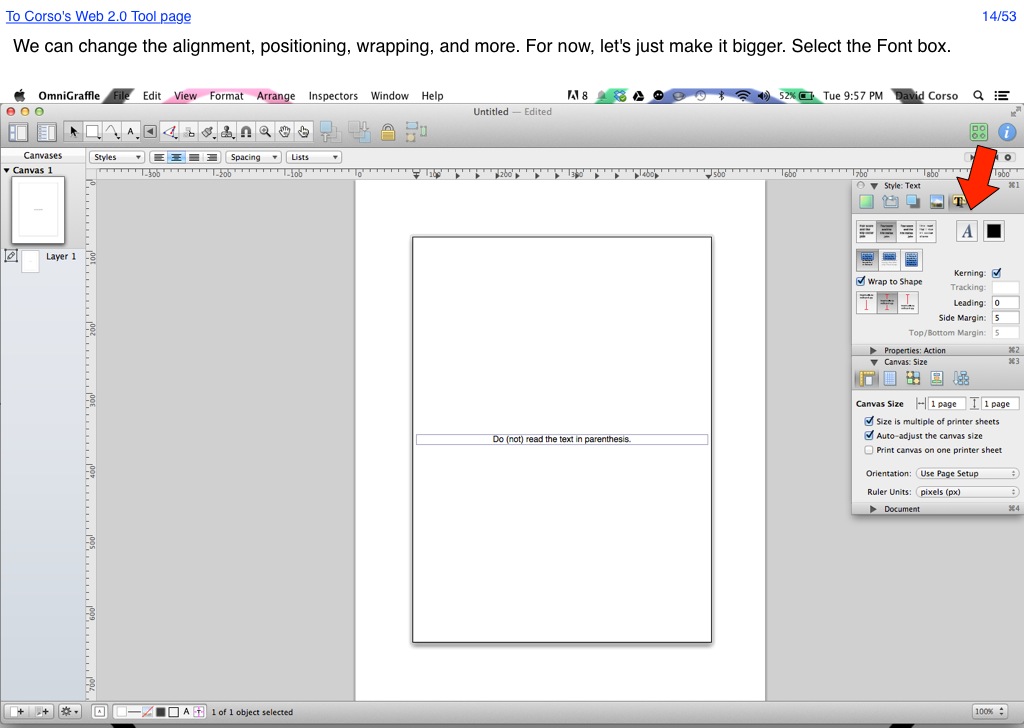 To Corso's Web 2.0 Tool page
14/53
We can change the alignment, positioning, wrapping, and more. For now, let's just make it bigger. Select the Font box.
OmniGraffle File Edit View Format Arrange Inspectors Window Help
8 52% Tue 9:57 PM David Corso
Untitled — Edited
Canvases
Styles Spacing Lists
Canvas 1
-300 -200 -100 0 100 200 300 400 500 600 700 800 900
Style: Text ⌘1
0
100
200
300
400
500
600
700
Layer 1
A
Kerning:
Wrap to Shape
Tracking:
Leading: 0
Side Margin: 5
Top/Bottom Margin: 5
Properties: Action ⌘2
Canvas: Size ⌘3
Canvas Size 1 page 1 page
Size is multiple of printer sheets
Auto-adjust the canvas size
Print canvas on one printer sheet
Orientation: Use Page Setup
Ruler Units: pixels (px)
Document ⌘4
Do (not) read the text in parenthesis.
1 of 1 object selected
100%